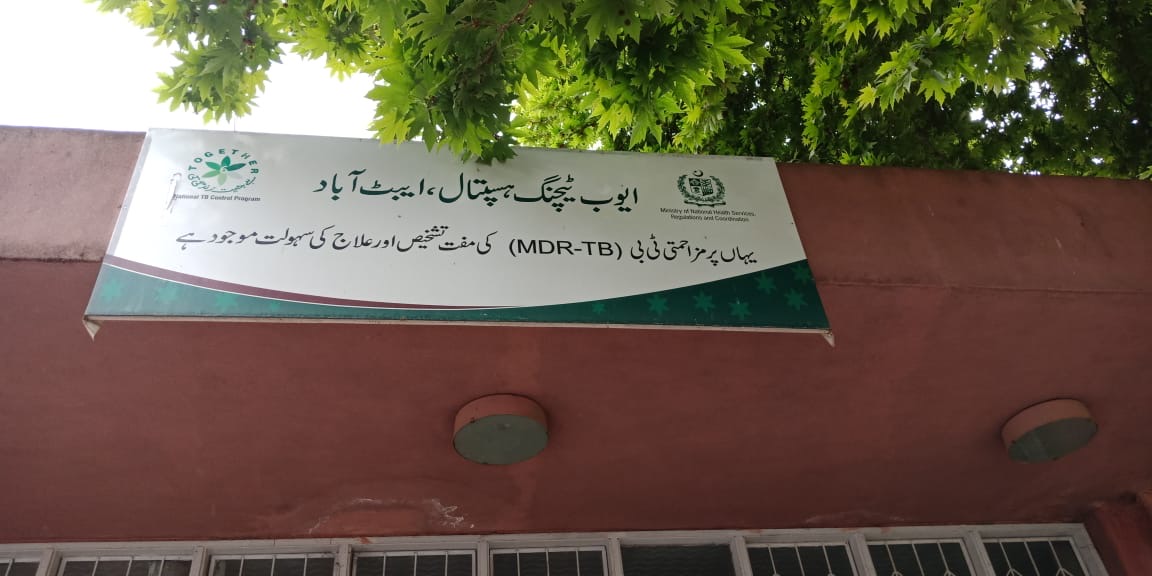 TOGETHER
National TB Control Program
ایوب ٹیچنگ ہسپتال، ایبٹ آباد
Ministry of National Health Services,
Regulations and Coordination
یہاں پر مزاحمتی ٹی بی (MDR-TB) کی مفت تشخیص اور علاج کی سہولت موجود ہے